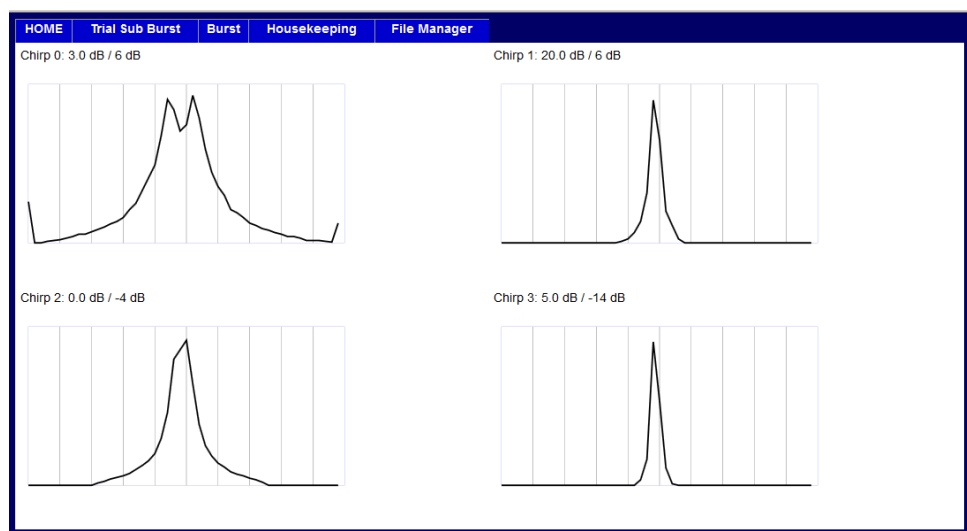 HOME Trial Sub Burst Burst Housekeeping File Manager
Chirp 0: 3.0 dB / 6 dB
Chirp 1: 20.0 dB / 6 dB
Chirp 2: 0.0 dB / -4 dB
Chirp 3: 5.0 dB / -14 dB